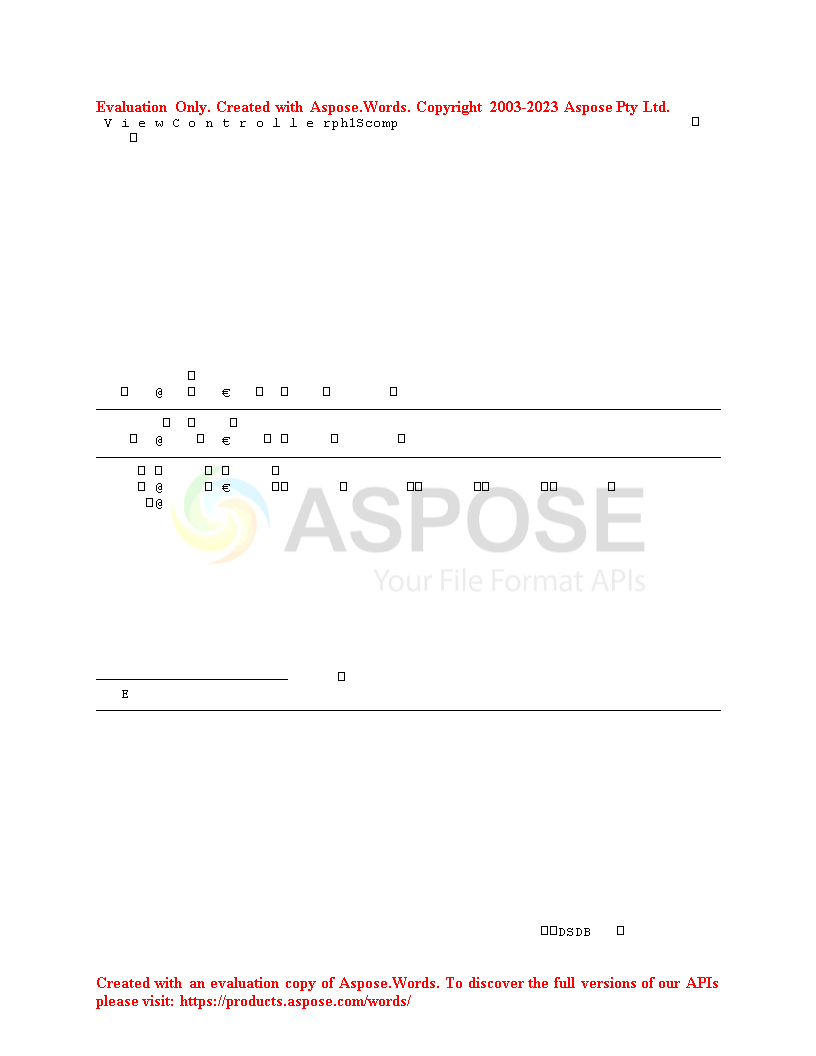 Evaluation Only. Created with Aspose.Words. Copyright 2003-2023 Aspose Pty Ltd.
V i e w C o n t r o l l e rph1Scomp □
□
□
□ @ □ € □ □ □ □
□ □ □
□ @ □ € □ □ □ □
□ □ □ □ □
□ @ □ € □□ □ □□ □□ □□ □
□@
ASPOSE
Your File Format APIs
□
E
□□DSDB □
Created with an evaluation copy of Aspose.Words. To discover the full versions of our APIs
please visit: https://products.aspose.com/words/